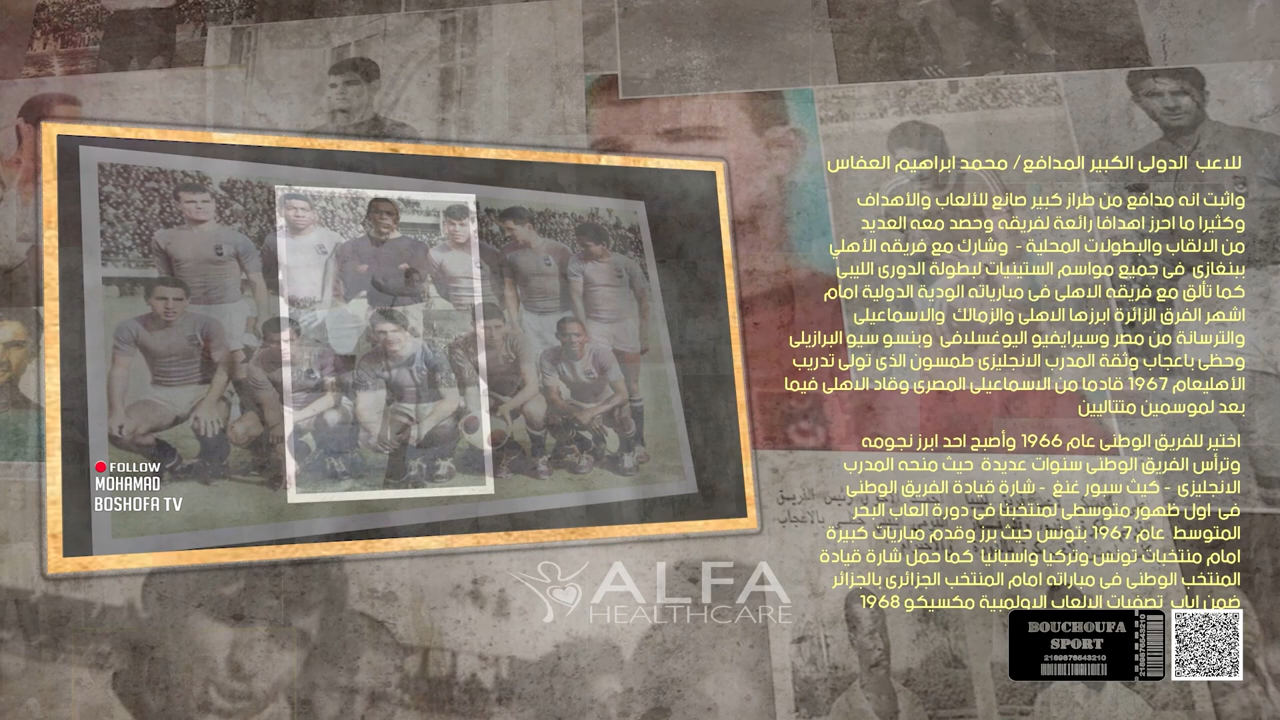 للاعب الدولى الكبير المدافع/ محمد ابراهيم العفاس
واثبت انه مدافع من طراز كبير صانع للألعاب والأهداف
وكثيرا ما احرز اهدافا رائعة لفريقه وحصد معه العديد
من الالقاب والبطولات المحلية - وشارك مع فريقه الأهلي
ببنغازى فى جميع مواسم الستينيات لبطولة الدورى الليبى
كما تألق مع فريقه الاهلى فى مبارياته الودية الدولية امام
اشهر الفرق الزائرة ابرزها الاهلى والزمالك والاسماعيلى
والترسانة من مصر وسيرايفيو اليوغسلافى وبنسو سيو البرازيلى
وحظى باعجاب وثقة المدرب الانجليزى طمسون الذى تولى تدريب
الأهليعام 1967 قادما من الاسماعيلى المصرى وقاد الاهلى فيما
بعد لموسمين متتاليين
اختير للفريق الوطنى عام 1966 وأصبح احد ابرز نجومه
وترأس الفريق الوطنى سنوات عديدة حيث منحه المدرب
الانجليزى - كيث سبور غنغ - شارة قيادة الفريق الوطنى
فى اول ظهور متوسطى لمنتخبنا فى دورة العاب البحر
المتوسط عام 1967 بتونس حيث برز وقدم مباريات كبيرة
امام منتخبات تونس وتركيا واسبانيا كما حمل شارة قيادة
المنتخب الوطنى فى مباراته امام المنتخب الجزائرى بالجزائر
ضمن اياب تصفيات الالعاب الاولمبية مكسيكو 1968
FOLLOW
MOHAMAD
BOSHOFA TV
ALFA
HEALTHCARE
BOUCHOUFA
SPORT
2189876543210